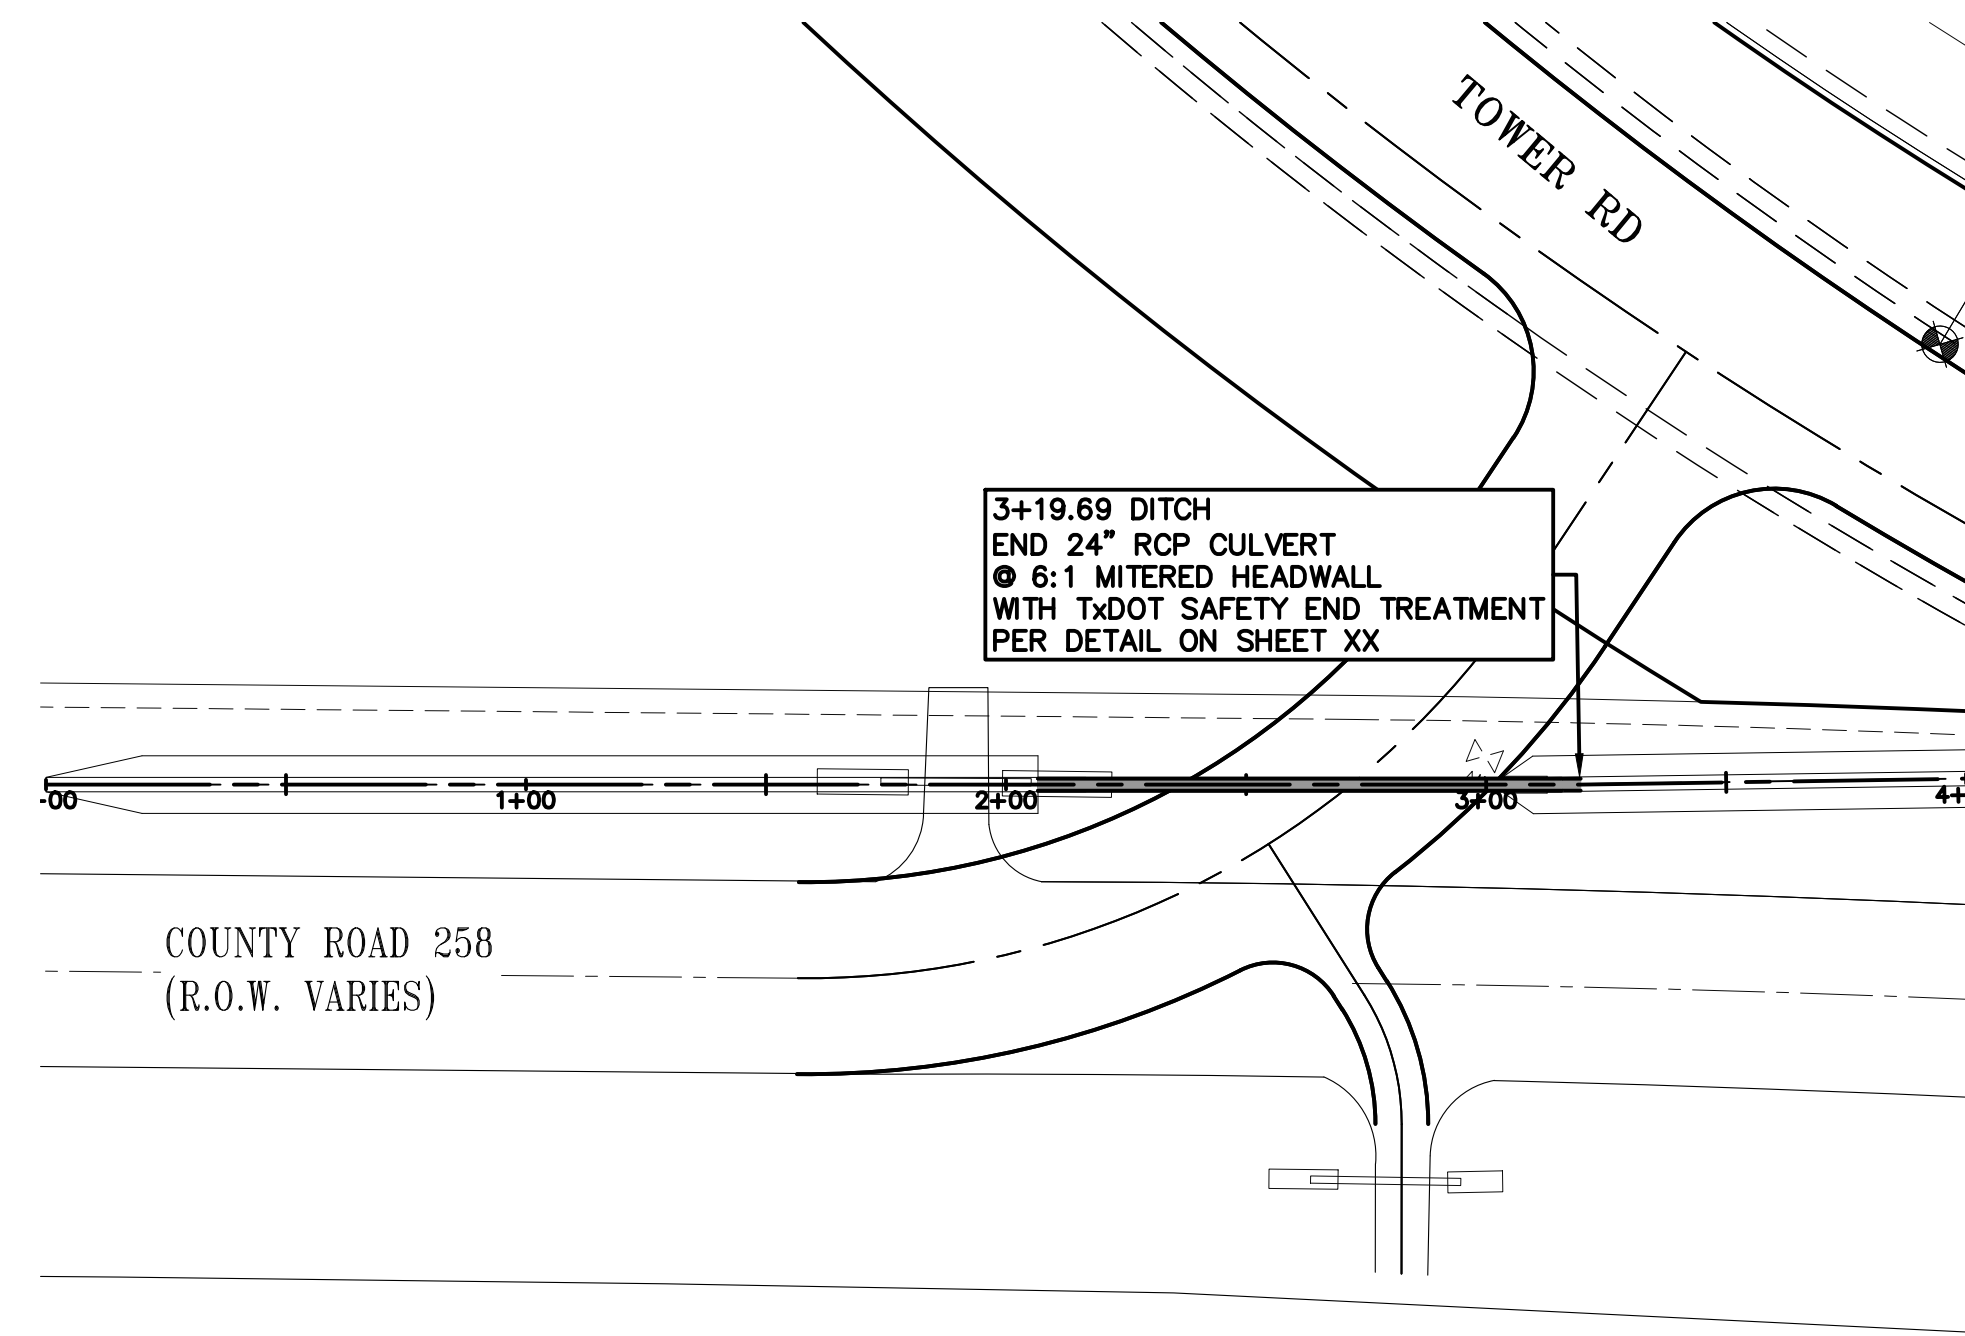 TOWER RD
3+19.69 DITCH
END 24” RCP CULVERT
@ 6:1 MITERED HEADWALL
WITH TxDOT SAFETY END TREATMENT
PER DETAIL ON SHEET XX
-00
1+00
2+00
3+00
4+
COUNTY ROAD 258
(R.O.W. VARIES)